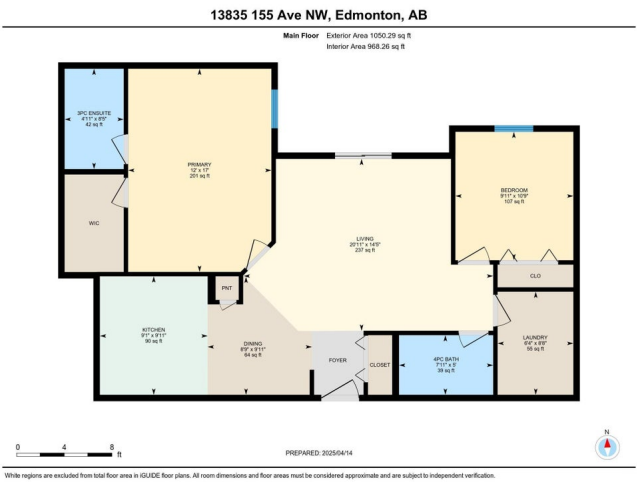 13835 155 Ave NW, Edmonton, AB
Main Floor Exterior Area 1050.29 sq ft
Interior Area 968.26 sq ft
3PC ENSUITE
4'11" x 8'5"
42 sq ft
PRIMARY
12' x 17'
201 sq ft
WIC
BEDROOM
9'11" x 10'9"
107 sq ft
LIVING
20'11" x 14'5"
237 sq ft
CLO
PNT
KITCHEN
9'1" x 9'11"
90 sq ft
DINING
8'9" x 9'11"
64 sq ft
FOYER
CLOSET
4PC BATH
7'11" x 5'
39 sq ft
LAUNDRY
6'4" x 8'8"
55 sq ft
0 4 8
ft
PREPARED: 2025/04/14
N
White regions are excluded from total floor area in iGUIDE floor plans. All room dimensions and floor areas must be considered approximate and are subject to independent verification.